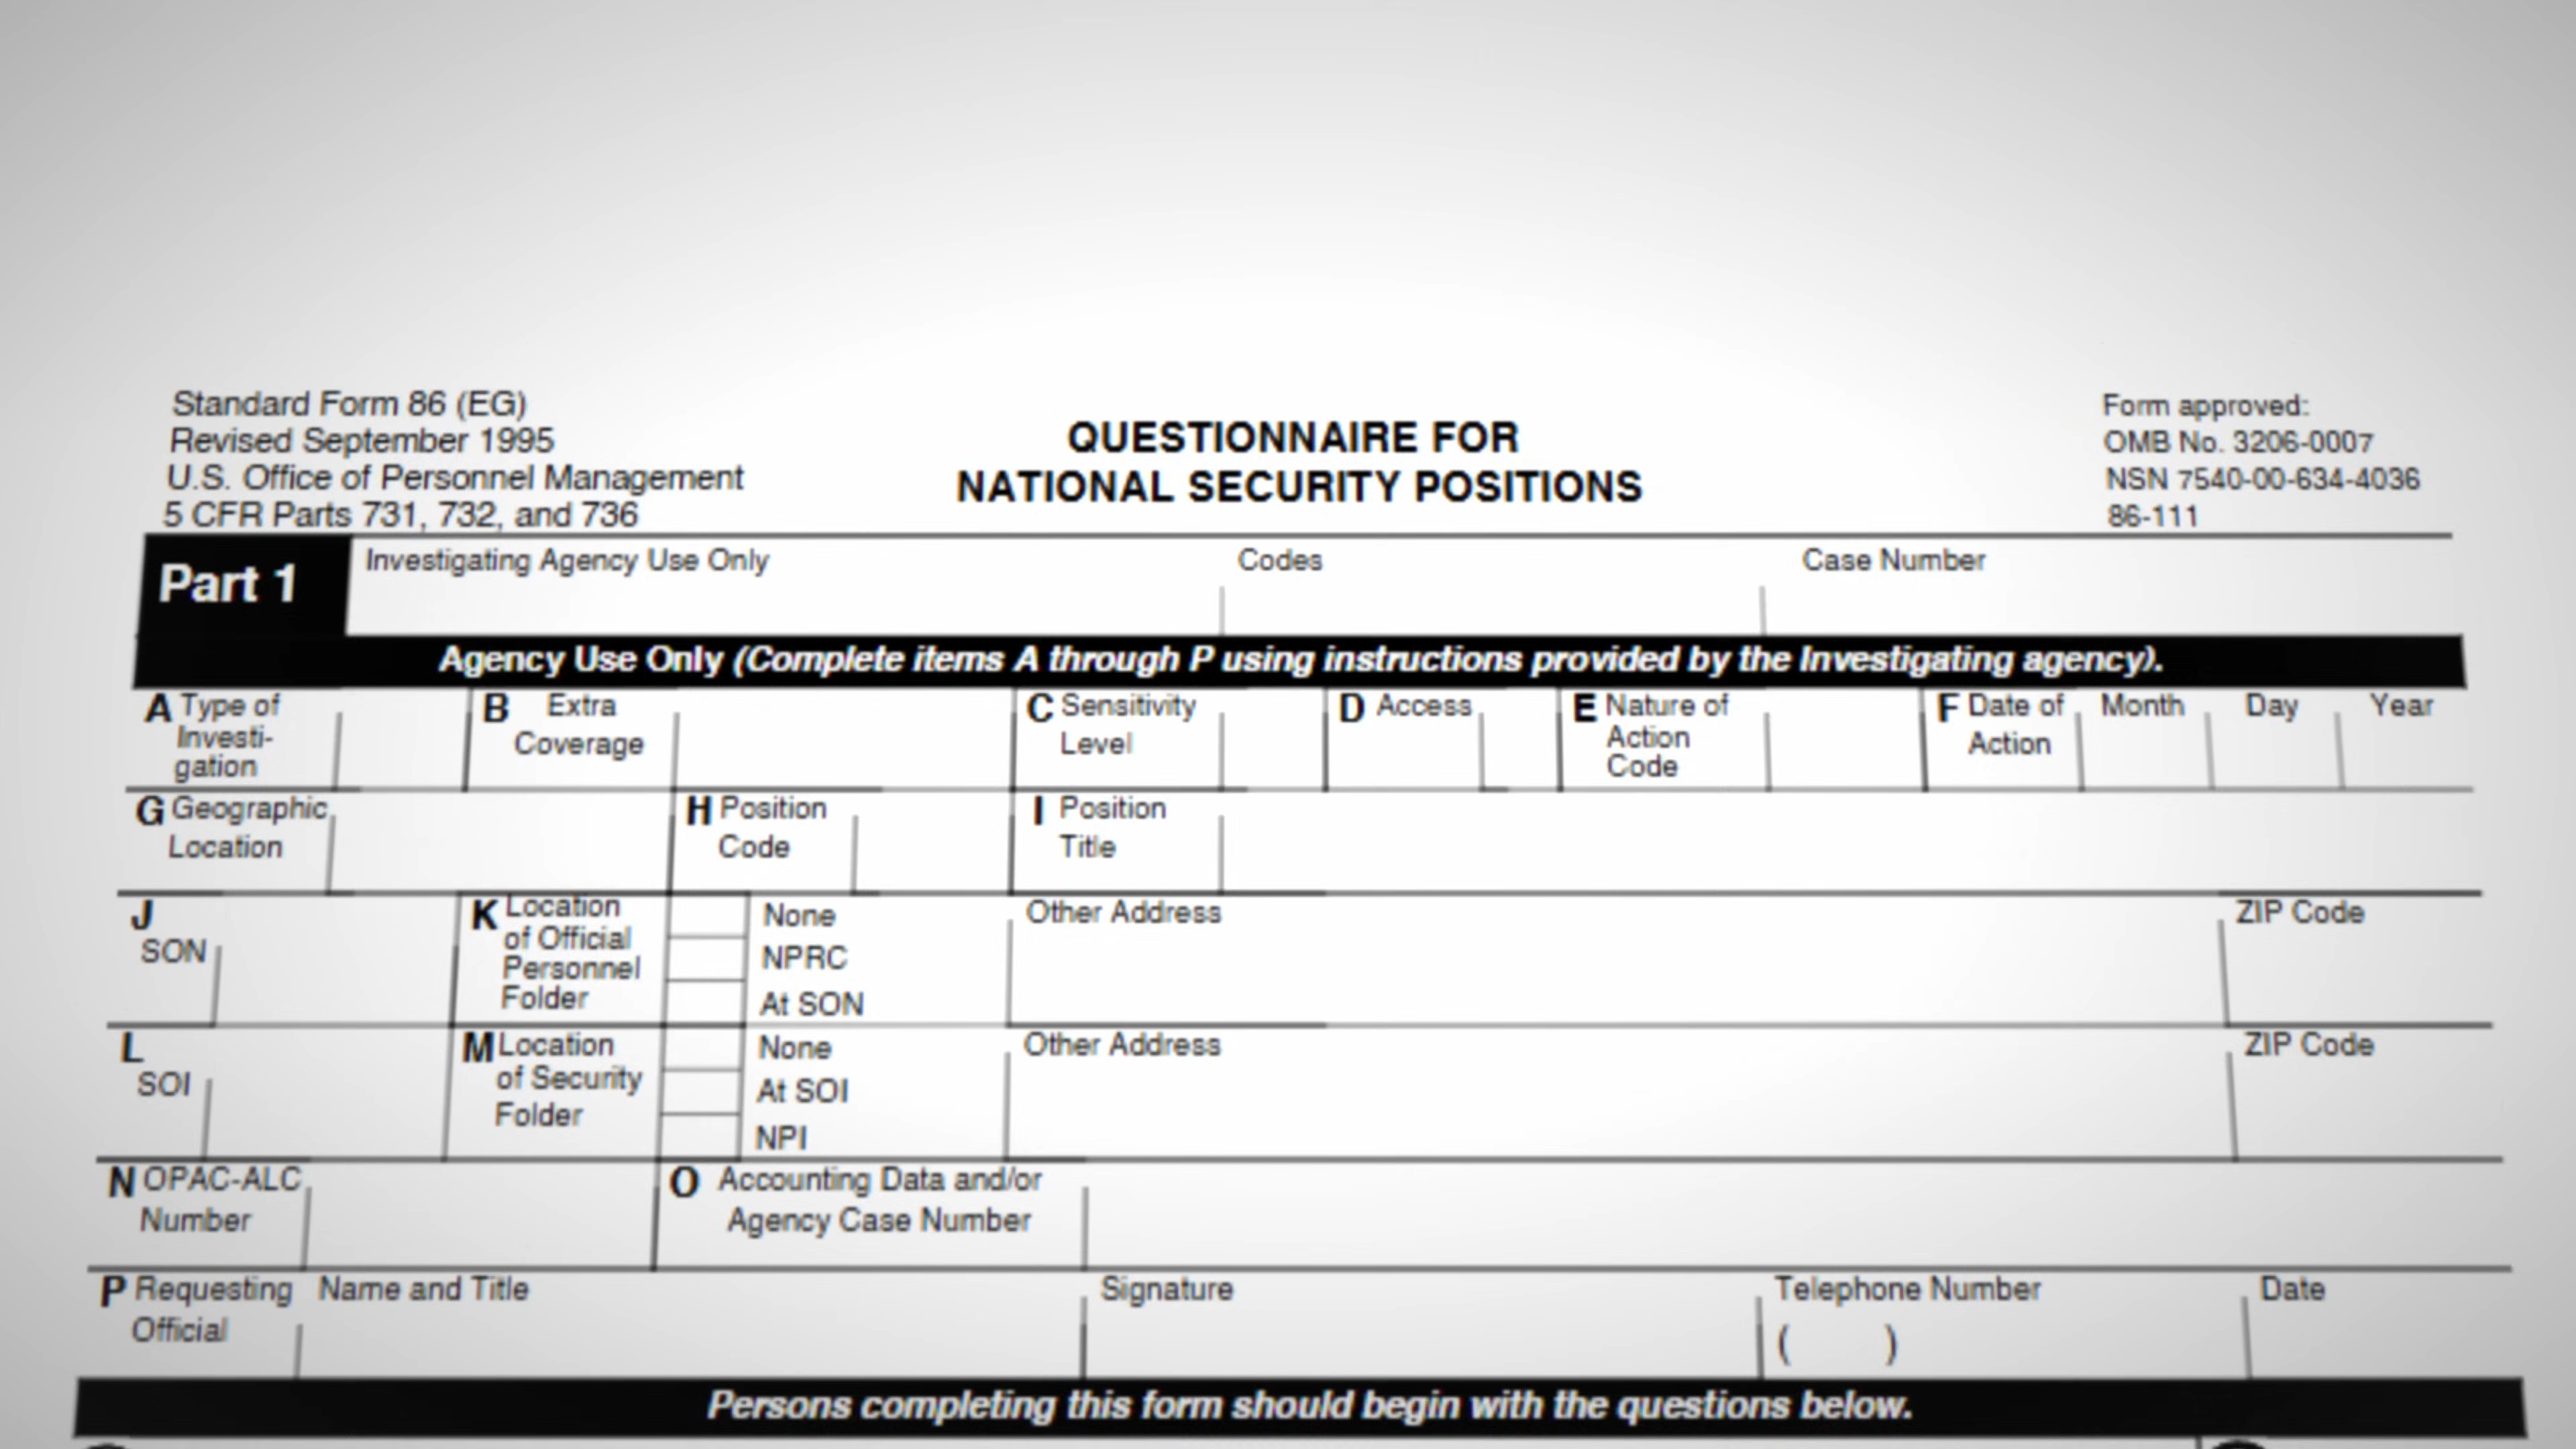 Standard Form 86 (EG)
Revised September 1995
U.S. Office of Personnel Management
5 CFR Parts 731, 732, and 736
QUESTIONNAIRE FOR
NATIONAL SECURITY POSITIONS
Form approved:
OMB No. 3206-0007
NSN 7540-00-634-4036
86-111
Part 1
Investigating Agency Use Only
Codes
Case Number
Agency Use Only (Complete items A through P using instructions provided by the Investigating agency).
A Type of
Investi-
gation
B Extra
Coverage
C Sensitivity
Level
D Access
E Nature of
Action
Code
F Date of
Action
Month
Day
Year
G Geographic
Location
H Position
Code
I Position
Title
J
SON
K Location
of Official
Personnel
Folder
None
NPRC
At SON
Other Address
ZIP Code
L
SOI
M Location
of Security
Folder
None
At SOI
NPI
Other Address
ZIP Code
N OPAC-ALC
Number
O Accounting Data and/or
Agency Case Number
P Requesting
Official
Name and Title
Signature
Telephone Number
( )
Date
Persons completing this form should begin with the questions below.